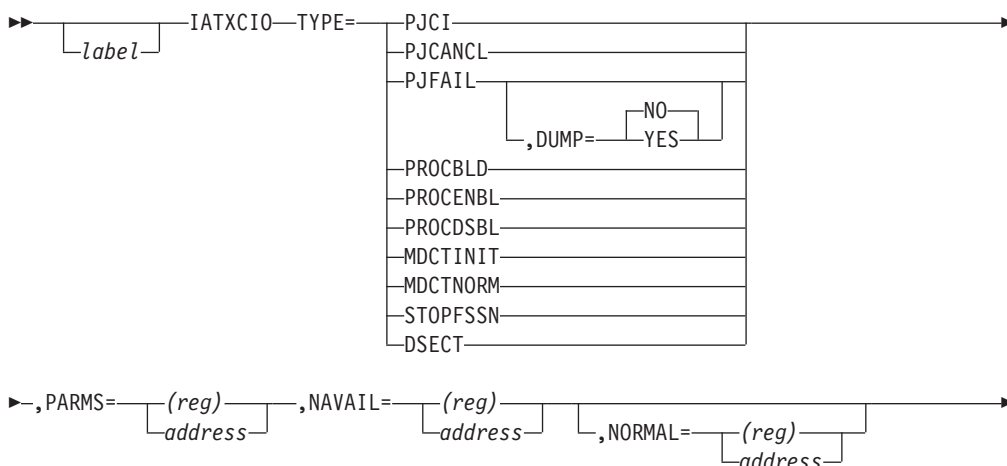 IATXCIO TYPE= PJCI
label PJCANCL
PJFAIL
NO
,DUMP= YES
PROCBLD
PROCENBL
PROCDSBL
MDCTINIT
MDCTNORM
STOPFSSN
DSECT
,PARMS= (reg) ,NAVAIL= (reg)
address address ,NORMAL= (reg)
address